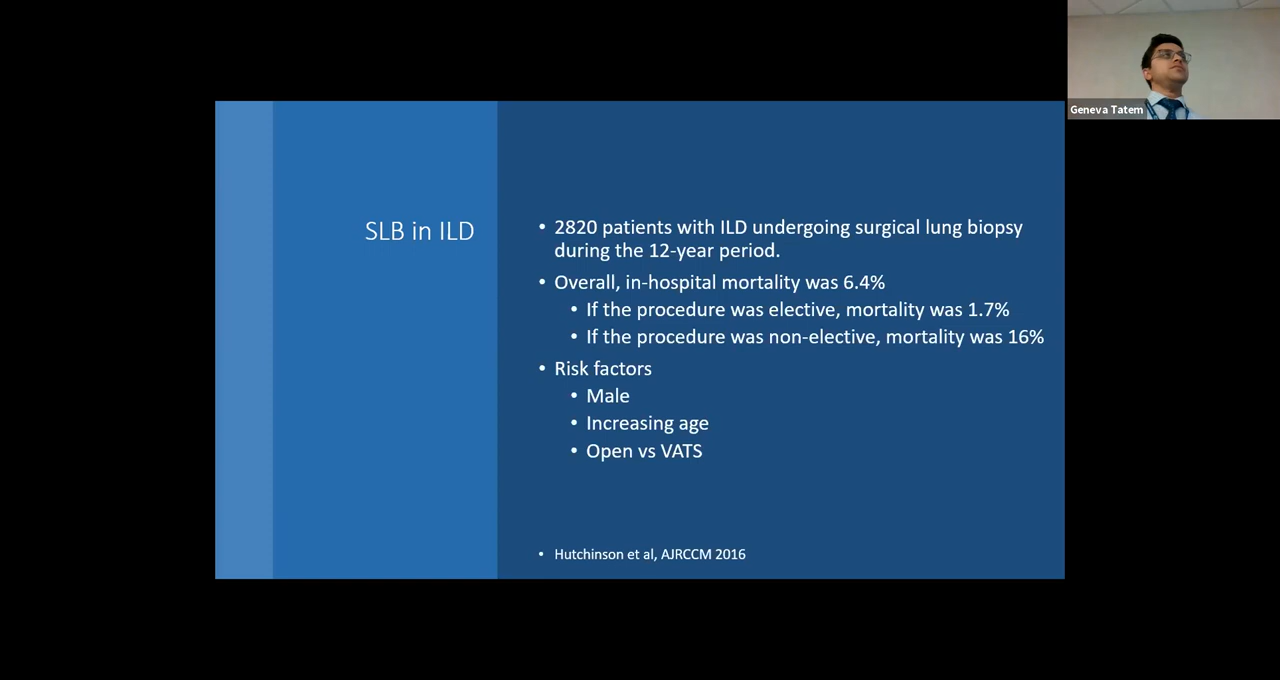 Geneva Tatem
SLB in ILD
• 2820 patients with ILD undergoing surgical lung biopsy
during the 12-year period.
• Overall, in-hospital mortality was 6.4%
• If the procedure was elective, mortality was 1.7%
• If the procedure was non-elective, mortality was 16%
• Risk factors
• Male
• Increasing age
• Open vs VATS
• Hutchinson et al, AJRCCM 2016